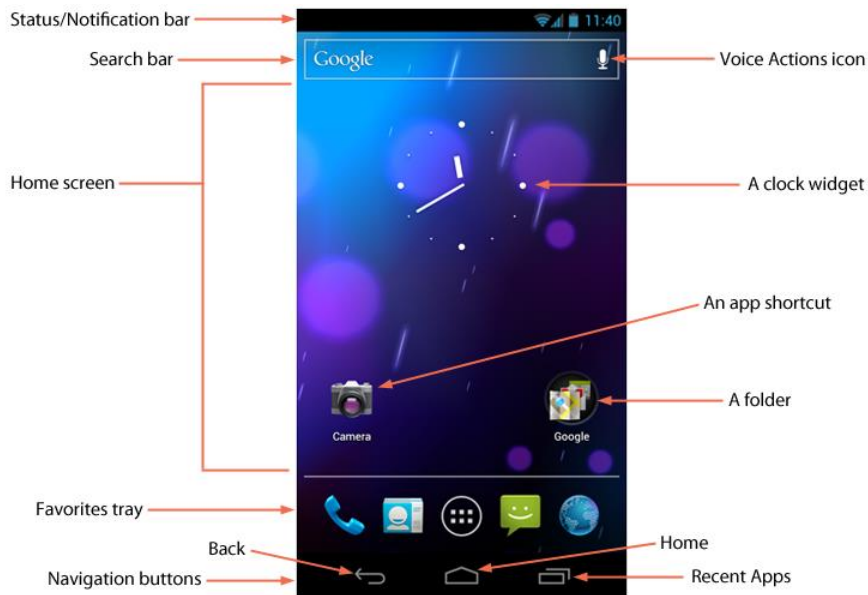 Status/Notification bar
11:40
Search bar
Google
Voice Actions icon
Home screen
A clock widget
An app shortcut
A folder
Camera
Google
Favorites tray
Back
Home
Navigation buttons
Recent Apps